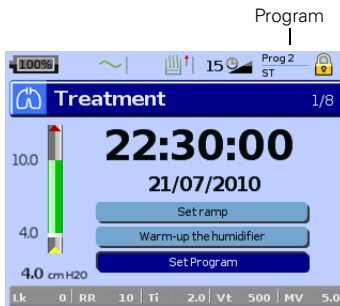 Program
100% 15 Prog 2
ST
Treatment 1/8
22:30:00
10.0
21/07/2010
Set ramp
4.0 Warm-up the humidifier
Set Program
4.0 cmH2O
Lk 0 RR 10 Ti 2.0 Vt 500 MV 5.0